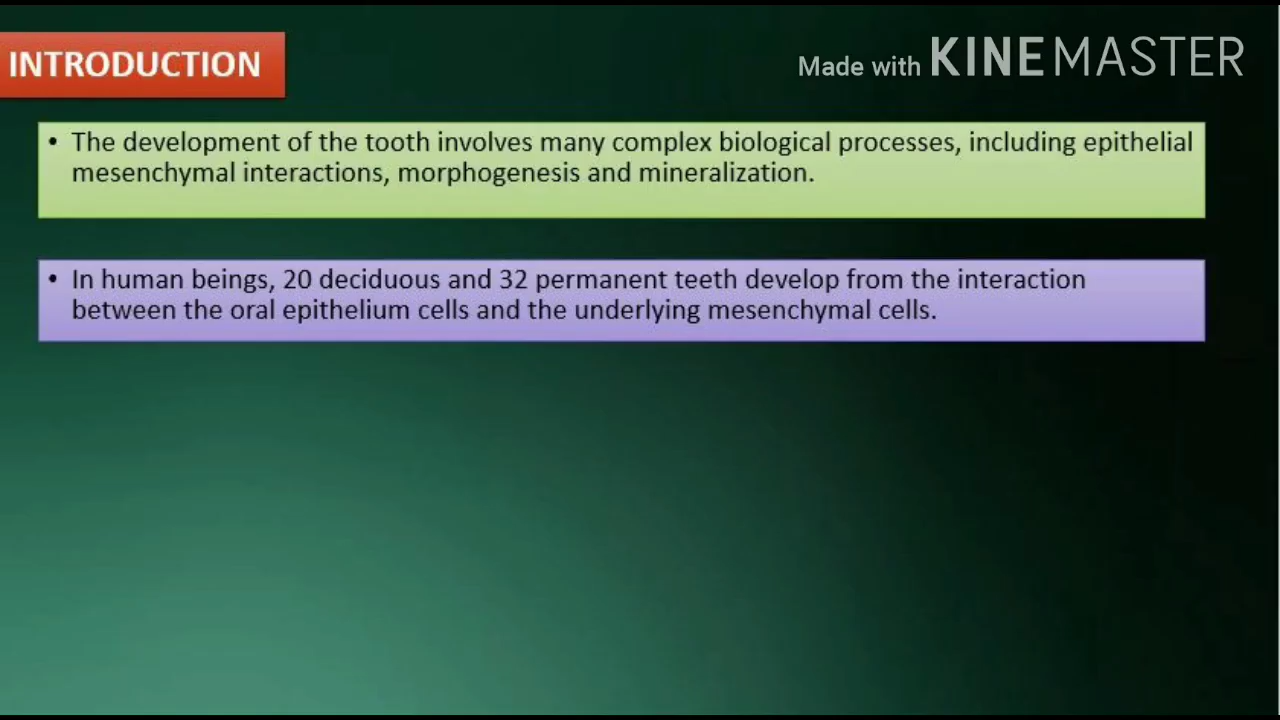 INTRODUCTION
Made with KINEMASTER
• The development of the tooth involves many complex biological processes, including epithelial
mesenchymal interactions, morphogenesis and mineralization.
• In human beings, 20 deciduous and 32 permanent teeth develop from the interaction
between the oral epithelium cells and the underlying mesenchymal cells.